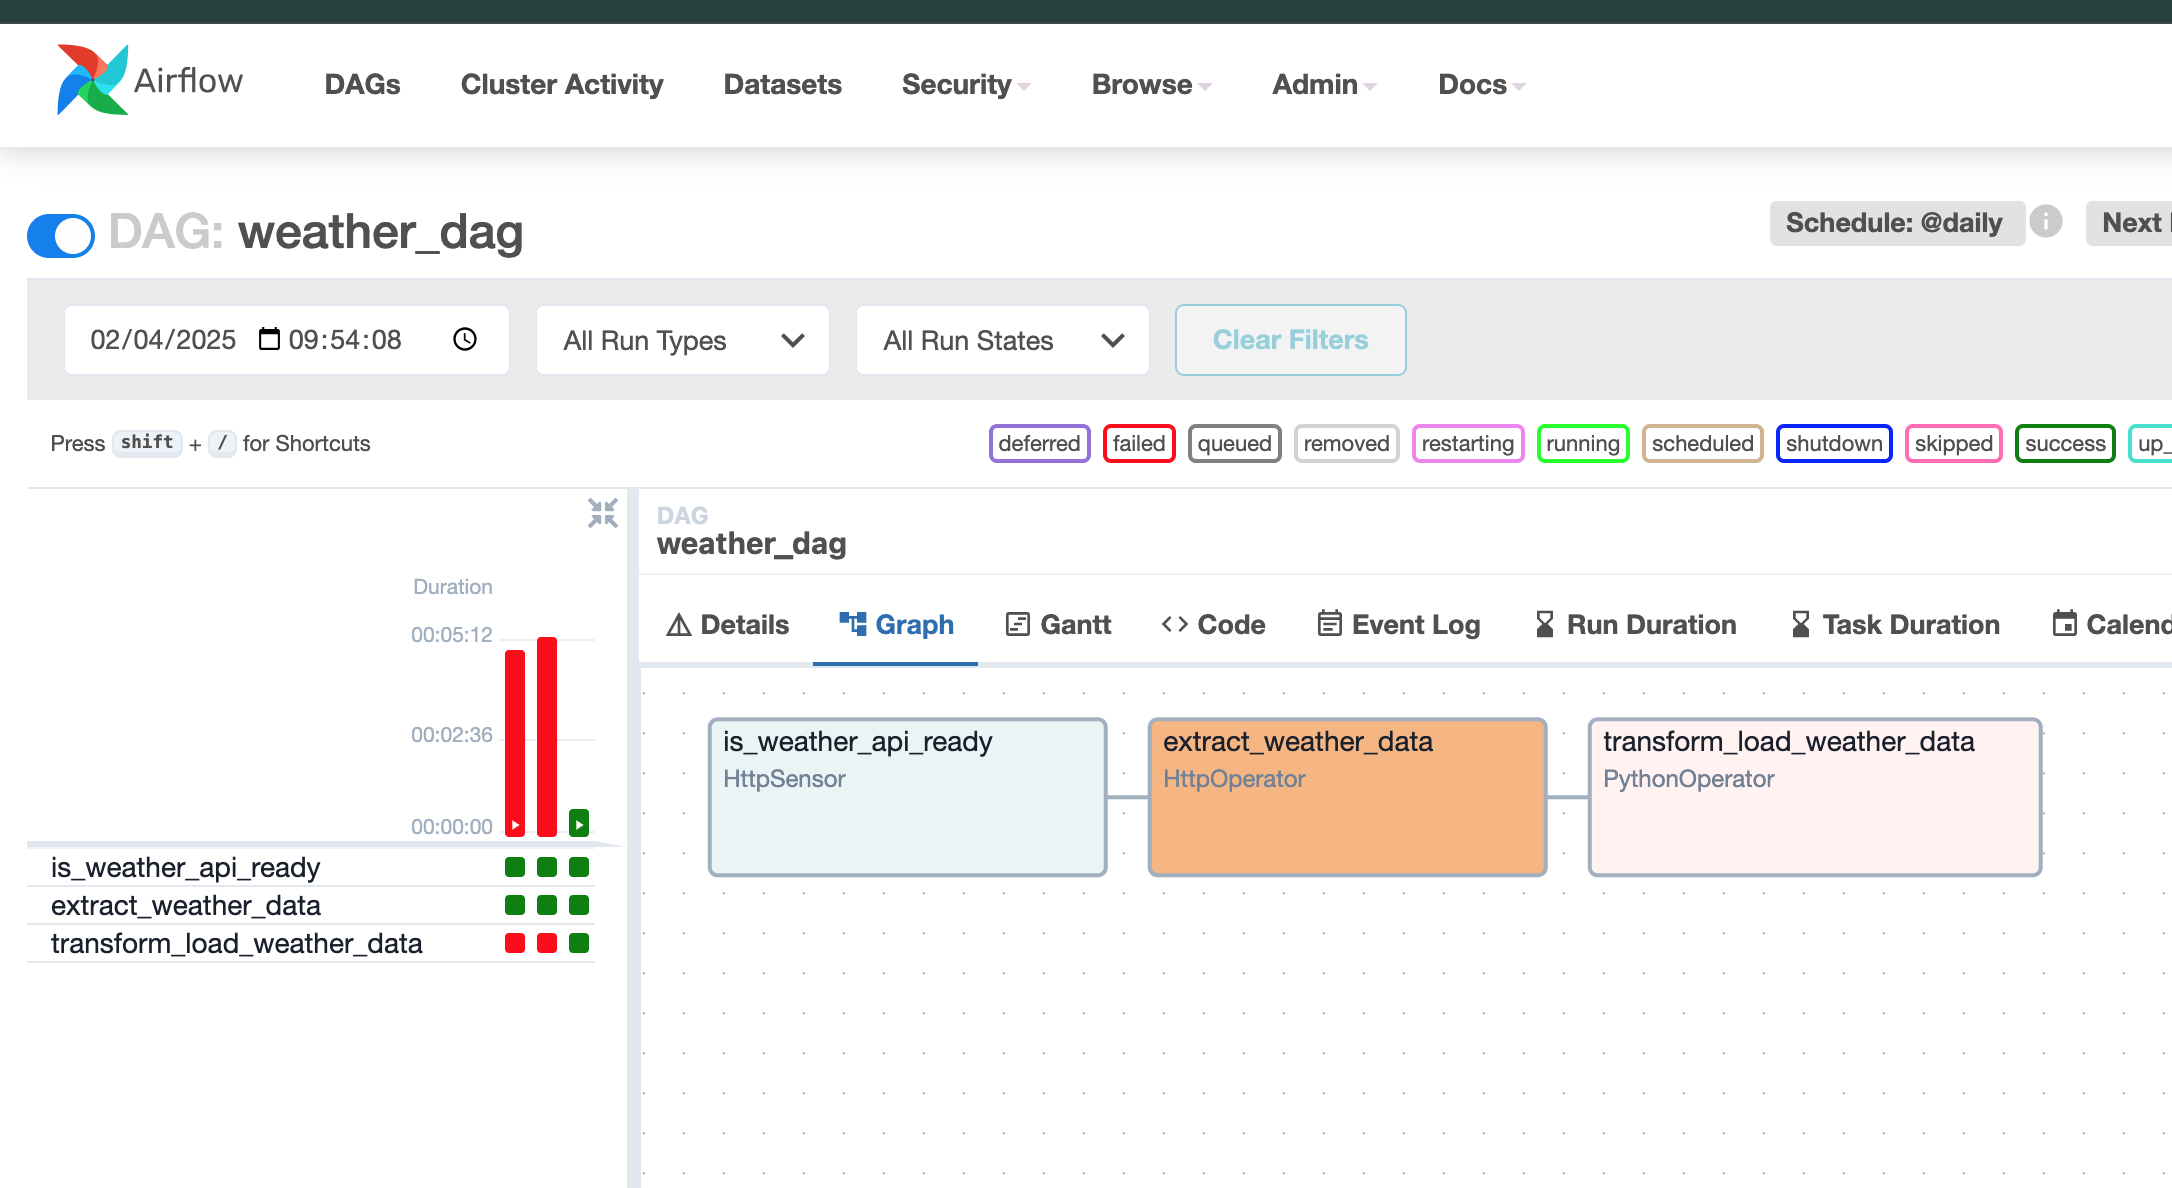 Airflow DAGs Cluster Activity Datasets Security Browse Admin Docs
DAG: weather_dag
Schedule: @daily
Next
02/04/2025 09:54:08 All Run Types All Run States Clear Filters
Press shift + / for Shortcuts
deferred failed queued removed restarting running scheduled shutdown skipped success up_
DAG
weather_dag
Details Graph Gantt <> Code Event Log Run Duration Task Duration Calend
Duration
00:05:12
00:02:36
00:00:00
is_weather_api_ready
extract_weather_data
transform_load_weather_data
is_weather_api_ready
HttpSensor
extract_weather_data
HttpOperator
transform_load_weather_data
PythonOperator